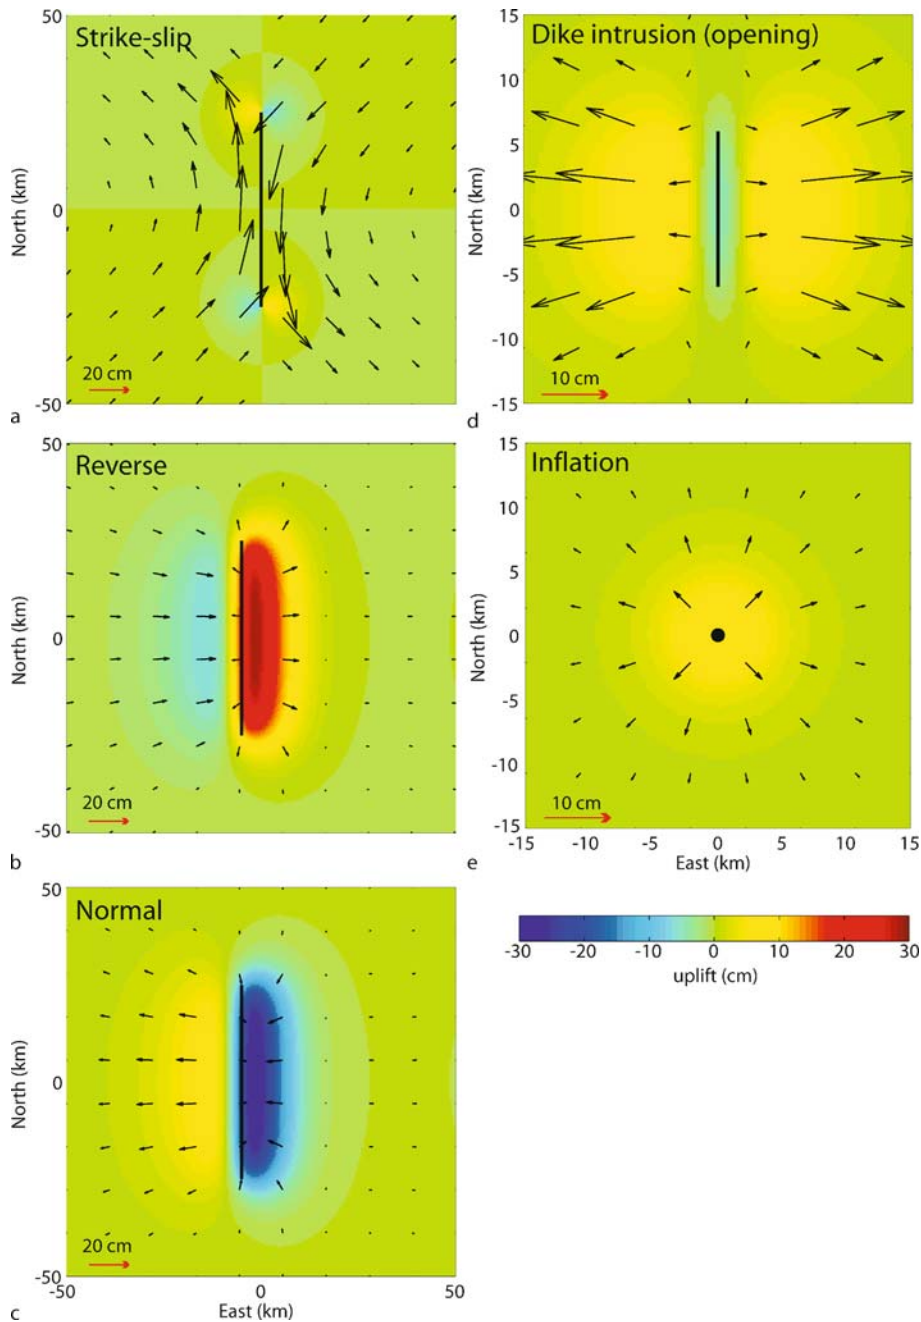 50
Strike-slip
North (km)
0
20 cm
-50
a
15
Dike intrusion (opening)
10
5
North (km)
0
-5
-10
10 cm
-15
d
50
Reverse
North (km)
0
20 cm
-50
b
15
Inflation
10
5
North (km)
0
-5
-10
10 cm
-15
-15 -10 -5 0 5 10 15
East (km)
e
50
Normal
North (km)
0
20 cm
-50
-50 0 50
East (km)
c
-30 -20 -10 0 10 20 30
uplift (cm)